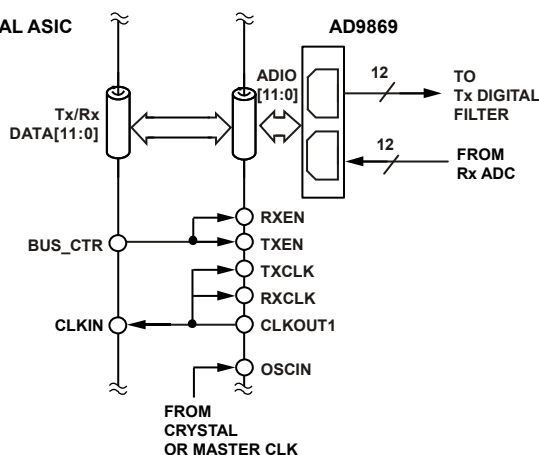 AL ASIC
AD9869
ADIO
[11:0]
12
TO
Tx DIGITAL
FILTER
Tx/Rx
DATA[11:0]
12
FROM
Rx ADC
RXEN
BUS_CTR
TXEN
TXCLK
RXCLK
CLKIN
CLKOUT1
OSCIN
FROM
CRYSTAL
OR MASTER CLK